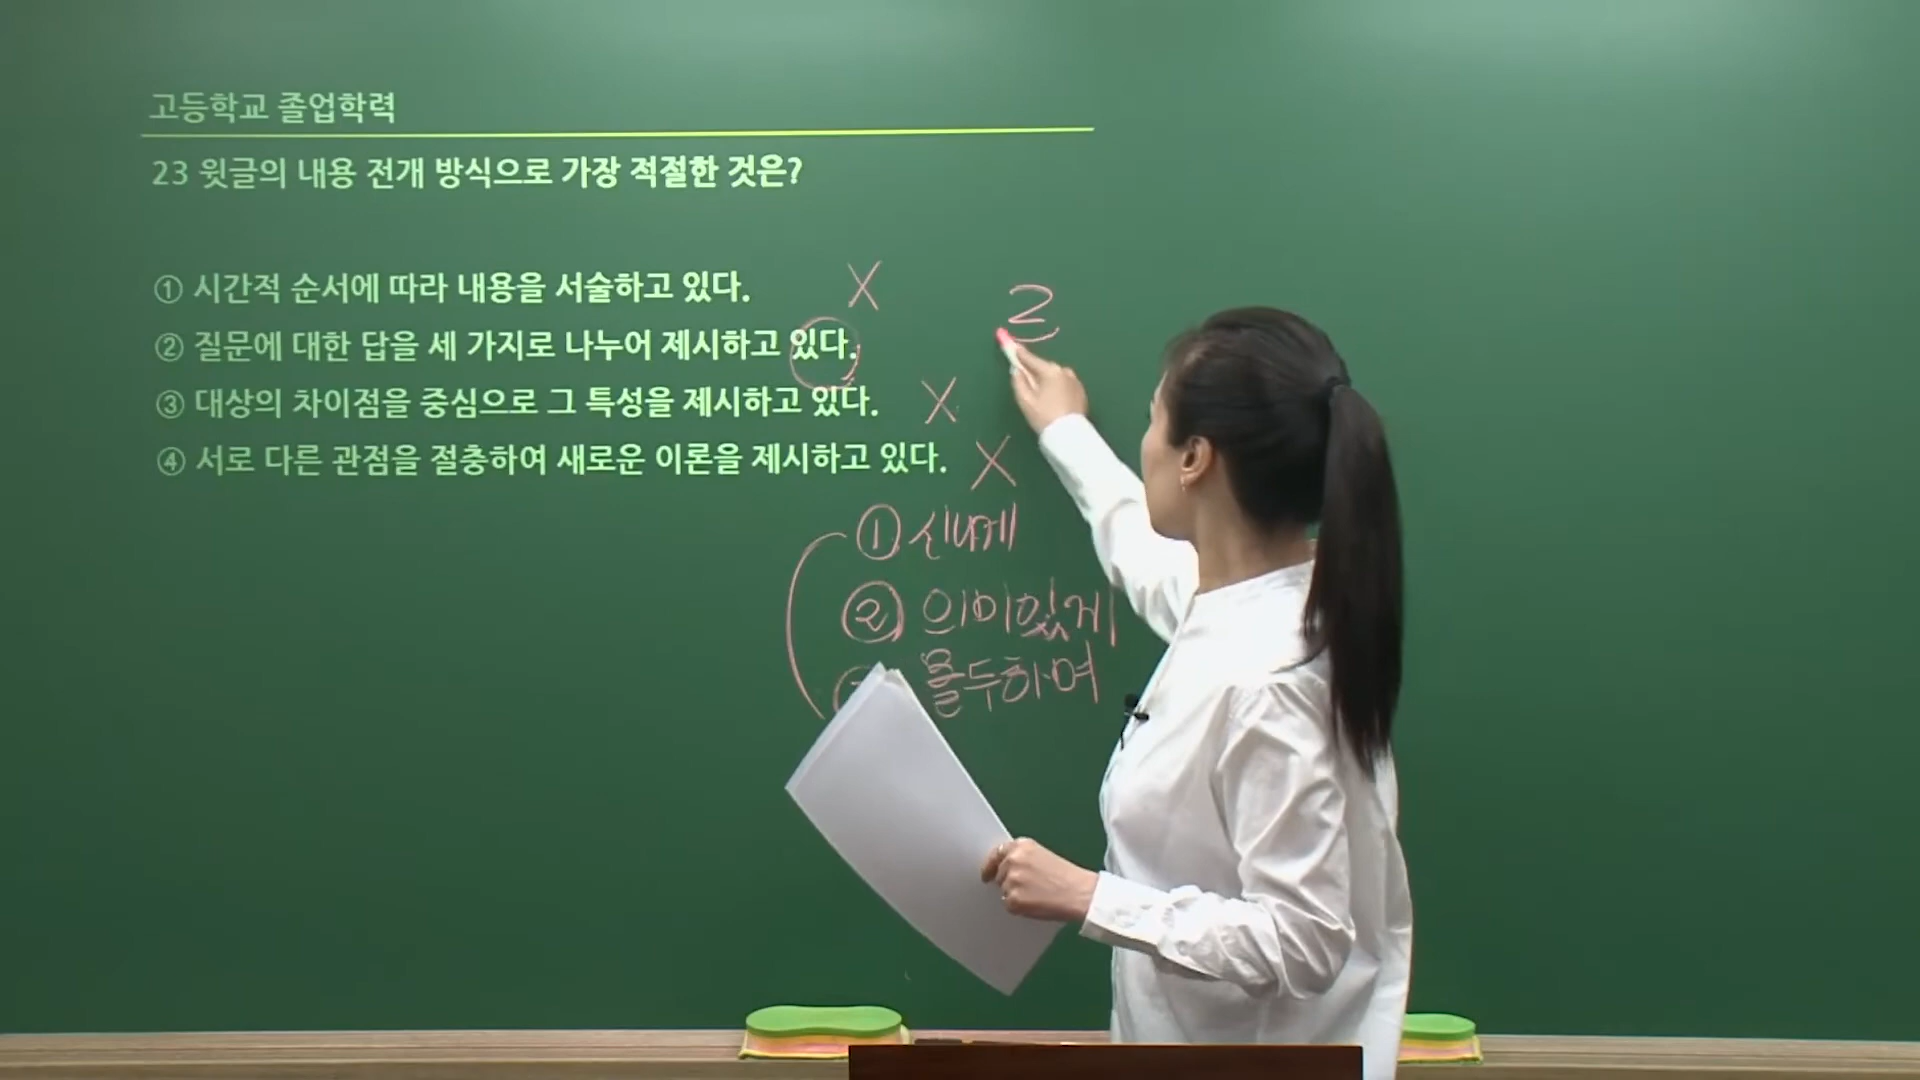 고등학교 졸업학력
23 윗글의 내용 전개 방식으로 가장 적절한 것은?
① 시간적 순서에 따라 내용을 서술하고 있다. X
② 질문에 대한 답을 세 가지로 나누어 제시하고 있다. 2
③ 대상의 차이점을 중심으로 그 특성을 제시하고 있다. X
④ 서로 다른 관점을 절충하여 새로운 이론을 제시하고 있다. X
① 신나게
② 의미있게
몰두하며